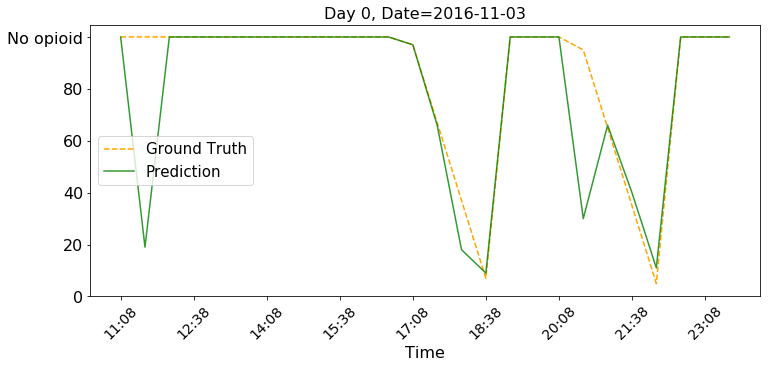 Day 0, Date=2016-11-03
No opioid
80
60
40
20
0
Ground Truth
Prediction
11:08
12:38
14:08
15:38
17:08
18:38
20:08
21:38
23:08
Time